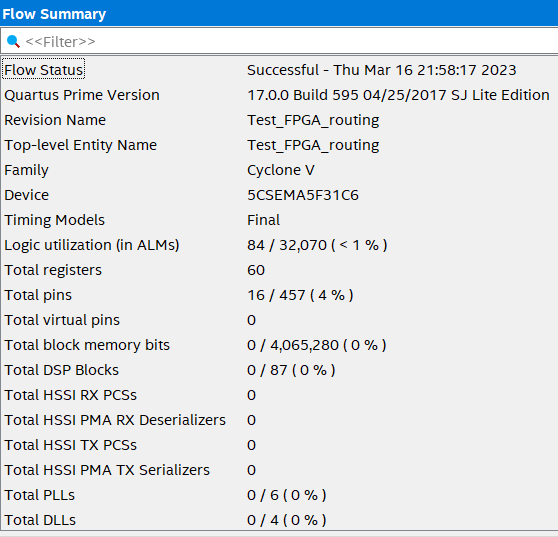 Flow Summary
<<Filter>>
Flow Status Successful - Thu Mar 16 21:58:17 2023
Quartus Prime Version 17.0.0 Build 595 04/25/2017 SJ Lite Edition
Revision Name Test_FPGA_routing
Top-level Entity Name Test_FPGA_routing
Family Cyclone V
Device 5CSEMA5F31C6
Timing Models Final
Logic utilization (in ALMs) 84 / 32,070 ( < 1 % )
Total registers 60
Total pins 16 / 457 ( 4 % )
Total virtual pins 0
Total block memory bits 0 / 4,065,280 ( 0 % )
Total DSP Blocks 0 / 87 ( 0 % )
Total HSSI RX PCSs 0
Total HSSI PMA RX Deserializers 0
Total HSSI TX PCSs 0
Total HSSI PMA TX Serializers 0
Total PLLs 0 / 6 ( 0 % )
Total DLLs 0 / 4 ( 0 % )